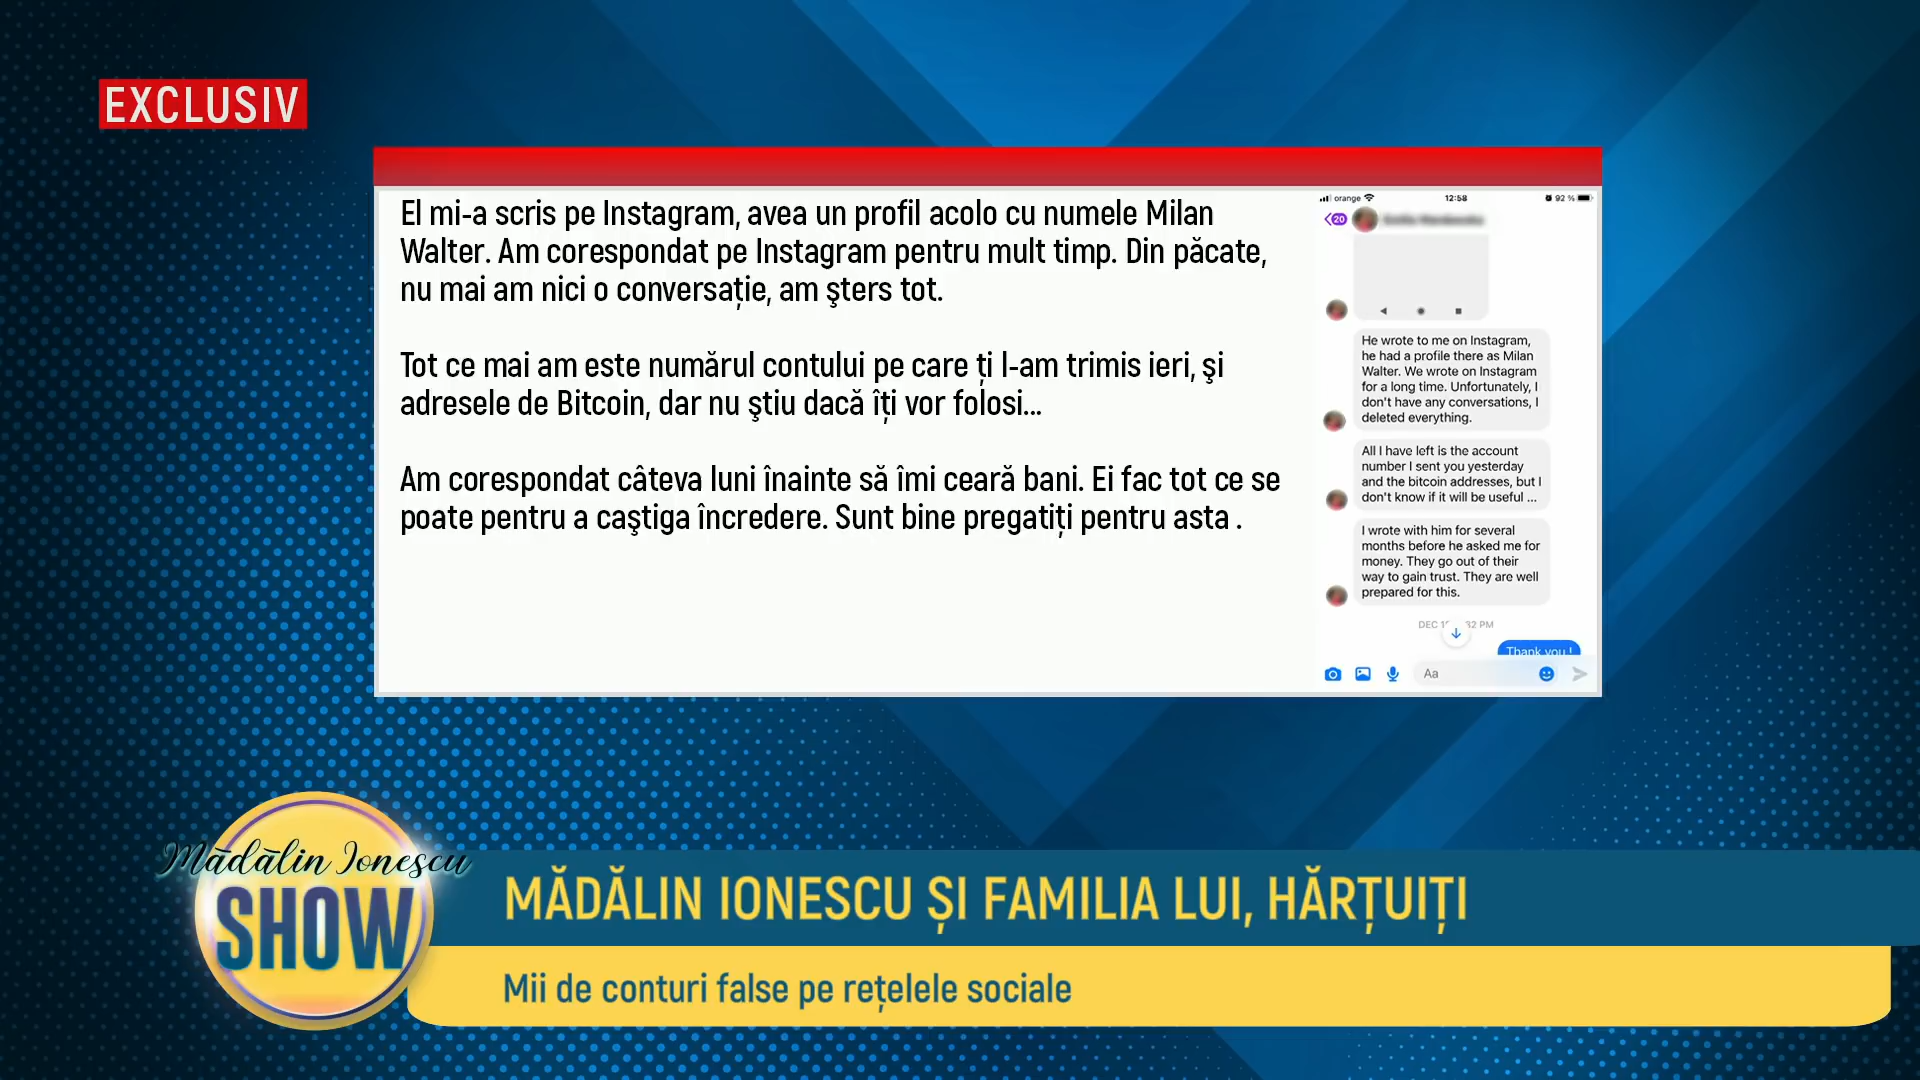 EXCLUSIV
El mi-a scris pe Instagram, avea un profil acolo cu numele Milan
Walter. Am corespondat pe Instagram pentru mult timp. Din păcate,
nu mai am nici o conversație, am şters tot.
Tot ce mai am este numărul contului pe care ți l-am trimis ieri, şi
adresele de Bitcoin, dar nu ştiu dacă îți vor folosi...
Am corespondat câteva luni înainte să îmi ceară bani. Ei fac tot ce se
poate pentru a caştiga încredere. Sunt bine pregatiți pentru asta .
orange 12:58 92 %
20
He wrote to me on Instagram,
he had a profile there as Milan
Walter. We wrote on Instagram
for a long time. Unfortunately, I
don't have any conversations, I
deleted everything.
All I have left is the account
number I sent you yesterday
and the bitcoin addresses, but I
don't know if it will be useful ...
I wrote with him for several
months before he asked me for
money. They go out of their
way to gain trust. They are well
prepared for this.
DEC PM
Thank you !
Aa
Mădălin Ionescu
SHOW
MĂDĂLIN IONESCU ȘI FAMILIA LUI, HĂRȚUIȚI
Mii de conturi false pe rețelele sociale